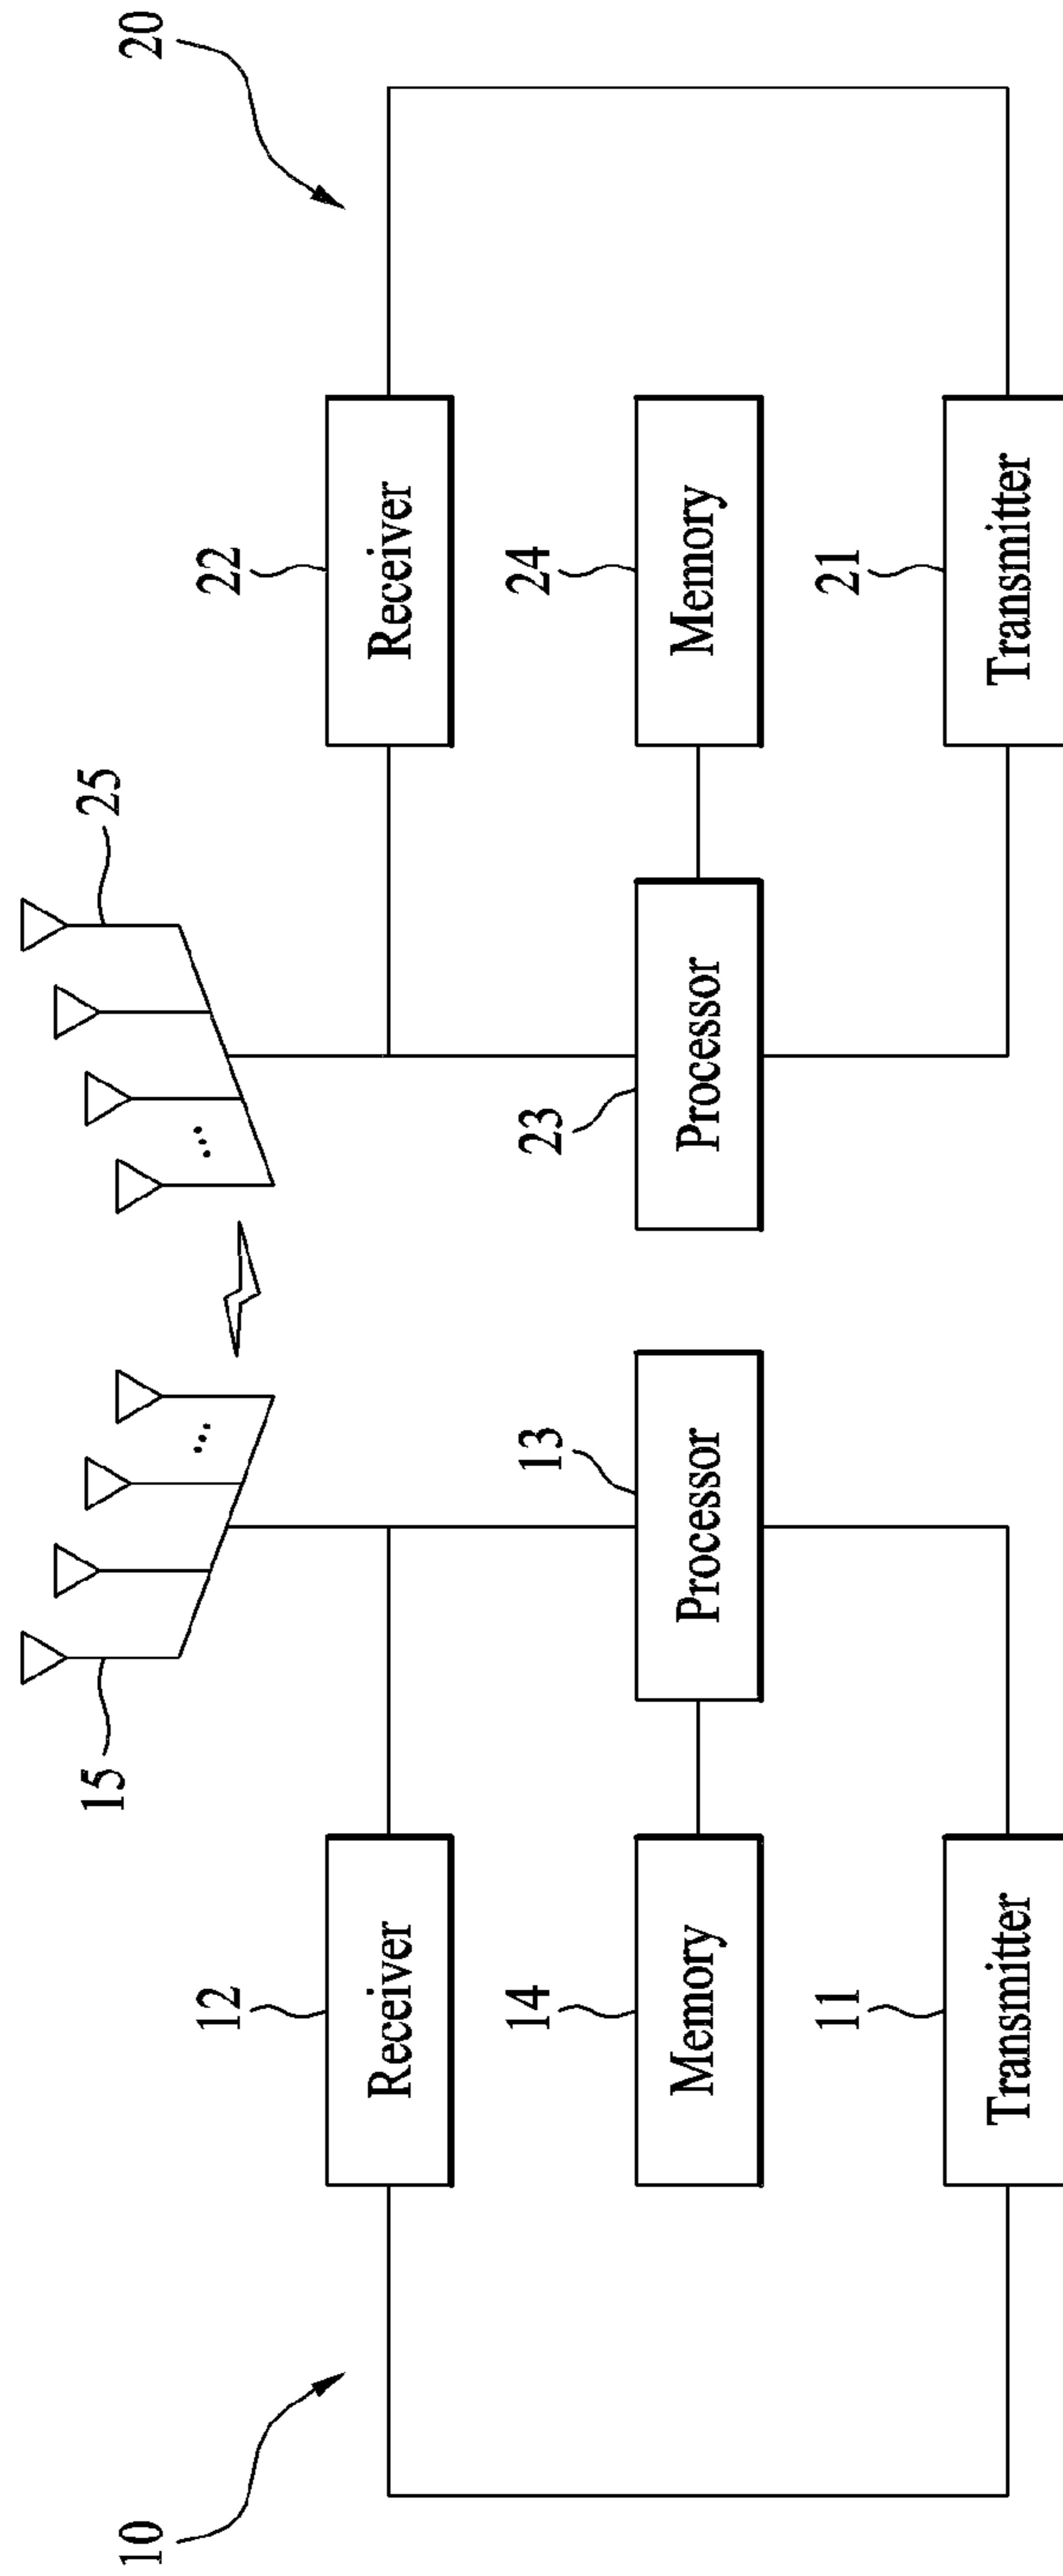 10
20
15
25
12
Receiver
22
Receiver
13
Processor
23
Processor
14
Memory
24
Memory
11
Transmitter
21
Transmitter
...
...